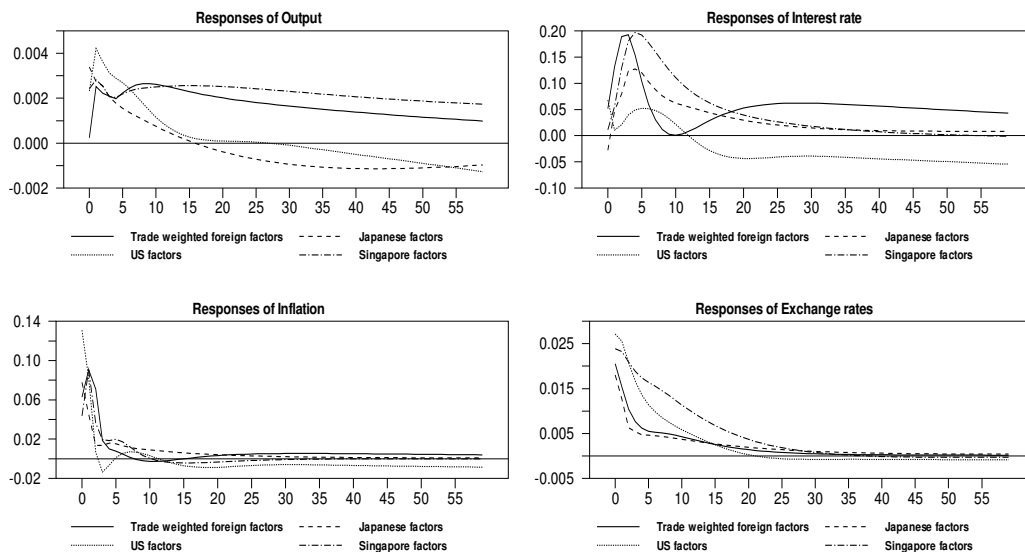 Responses of Output
0.004
0.002
0.000
-0.002
0 5 10 15 20 25 30 35 40 45 50 55
Trade weighted foreign factors
Japanese factors
US factors
Singapore factors
Responses of Interest rate
0.20
0.15
0.10
0.05
0.00
-0.05
-0.10
0 5 10 15 20 25 30 35 40 45 50 55
Trade weighted foreign factors
Japanese factors
US factors
Singapore factors
Responses of Inflation
0.14
0.10
0.06
0.02
-0.02
0 5 10 15 20 25 30 35 40 45 50 55
Trade weighted foreign factors
Japanese factors
US factors
Singapore factors
Responses of Exchange rates
0.025
0.015
0.005
-0.005
0 5 10 15 20 25 30 35 40 45 50 55
Trade weighted foreign factors
Japanese factors
US factors
Singapore factors